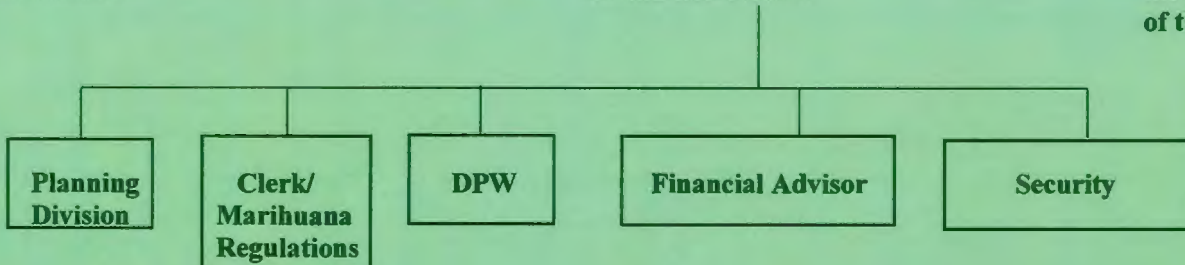 of t
Planning
Division
Clerk/
Marihuana
Regulations
DPW
Financial Advisor
Security